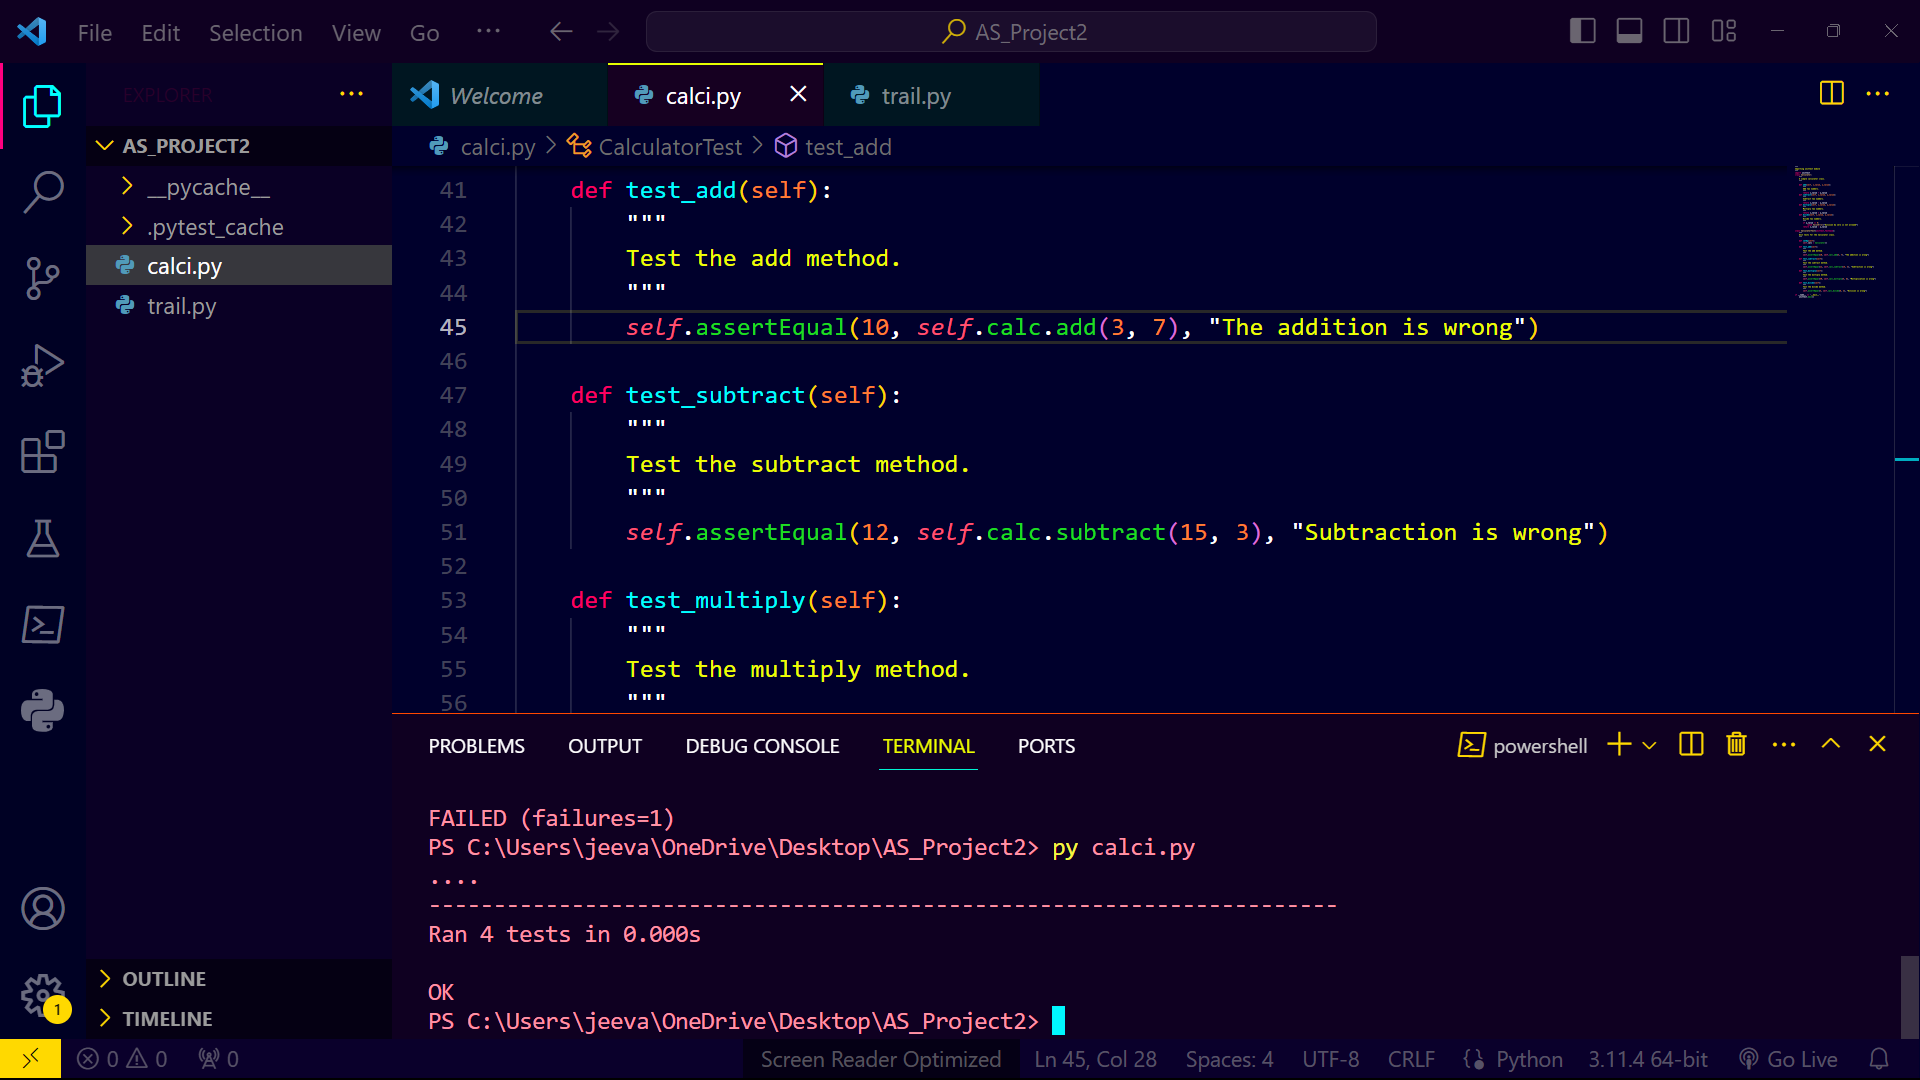 File Edit Selection View Go ... AS_Project2
EXPLORER ...
Welcome calci.py trail.py
AS_PROJECT2
__pycache__
.pytest_cache
calci.py
trail.py
calci.py > CalculatorTest > test_add
41 def test_add(self):
42 """
43 Test the add method.
44 """
45 self.assertEqual(10, self.calc.add(3, 7), "The addition is wrong")
46
47 def test_subtract(self):
48 """
49 Test the subtract method.
50 """
51 self.assertEqual(12, self.calc.subtract(15, 3), "Subtraction is wrong")
52
53 def test_multiply(self):
54 """
55 Test the multiply method.
56 """
PROBLEMS OUTPUT DEBUG CONSOLE TERMINAL PORTS powershell
FAILED (failures=1)
PS C:\Users\jeeva\OneDrive\Desktop\AS_Project2> py calci.py
....
----------------------------------------------------------------------
Ran 4 tests in 0.000s
OK
PS C:\Users\jeeva\OneDrive\Desktop\AS_Project2>
OUTLINE
TIMELINE
1
0 0 0 Screen Reader Optimized Ln 45, Col 28 Spaces: 4 UTF-8 CRLF Python 3.11.4 64-bit Go Live